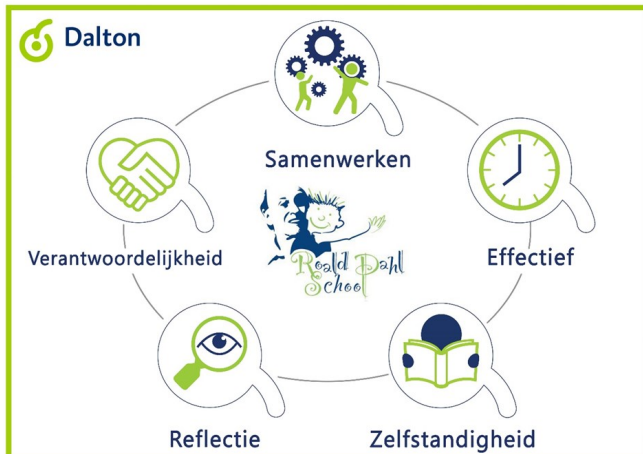 Dalton
Samenwerken
Verantwoordelijkheid
Effectief
Roald Dahl
School
Reflectie
Zelfstandigheid